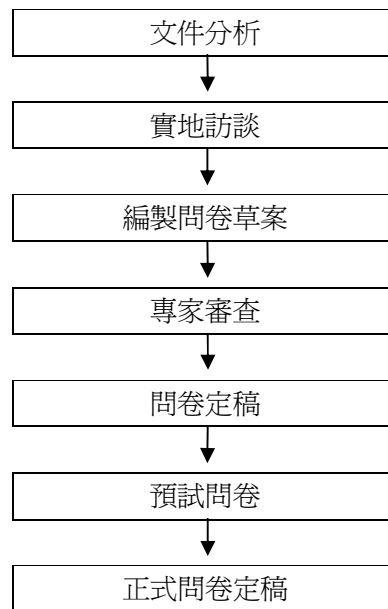 文件分析
實地訪談
編製問卷草案
專家審查
問卷定稿
預試問卷
正式問卷定稿